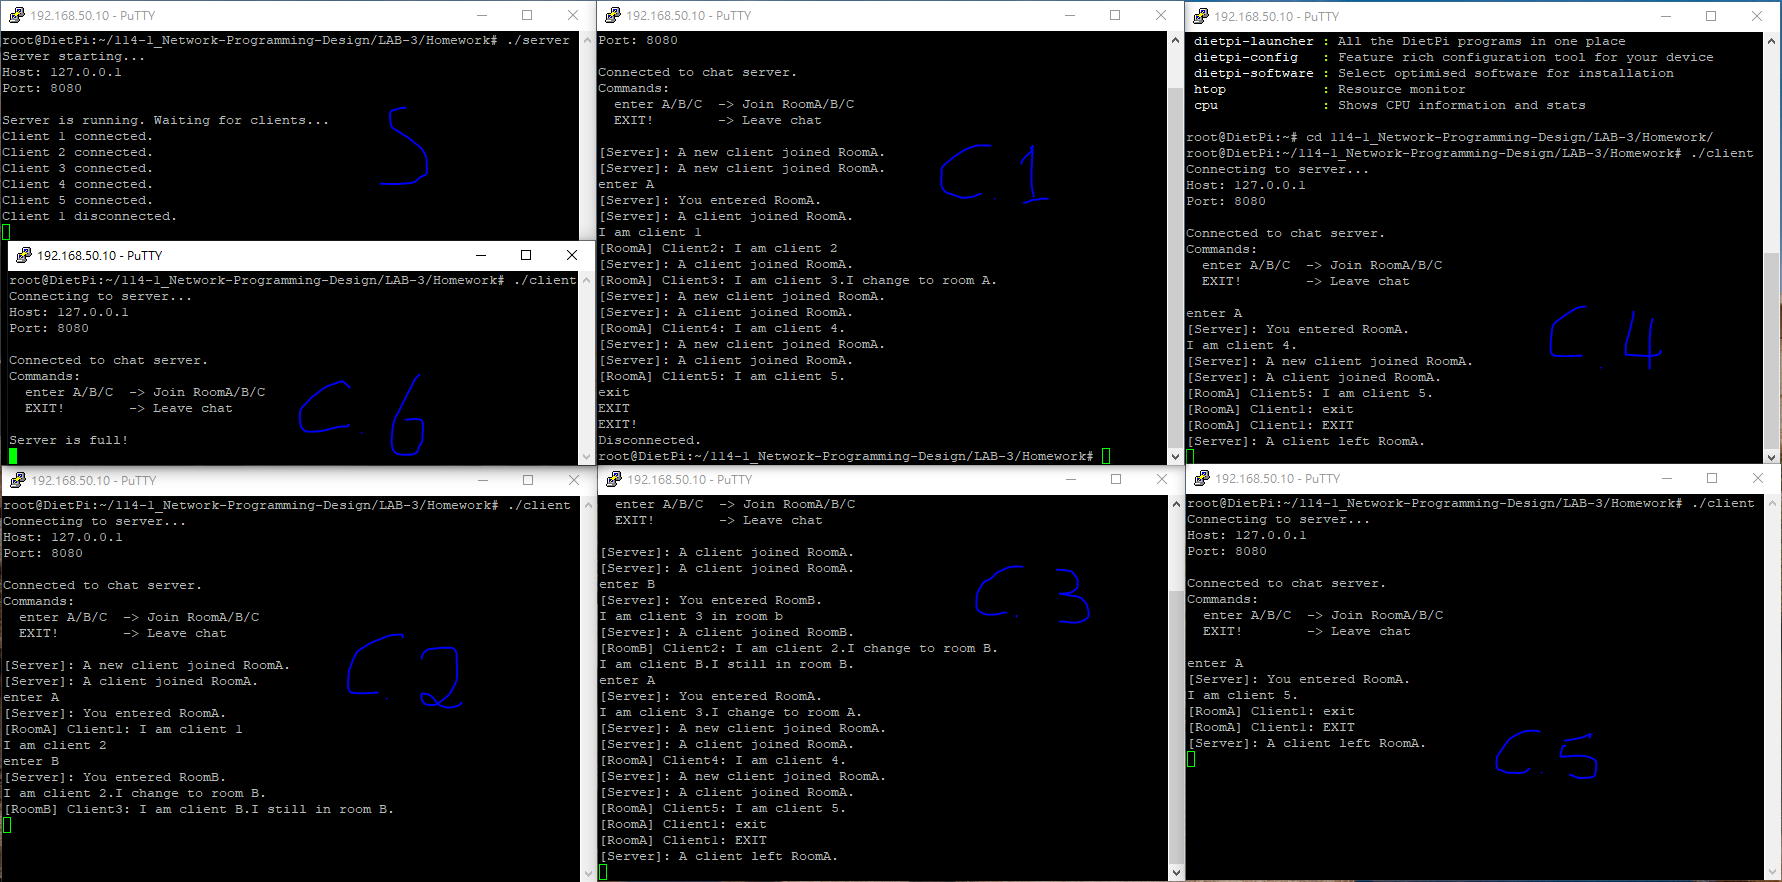 192.168.50.10 - PuTTY
root@DietPi:~/114-1_Network-Programming-Design/LAB-3/Homework# ./server
Server starting...
Host: 127.0.0.1
Port: 8080
Server is running. Waiting for clients...
Client 1 connected.
Client 2 connected.
Client 3 connected.
Client 4 connected.
Client 5 connected.
Client 1 disconnected.
S
192.168.50.10 - PuTTY
root@DietPi:~/114-1_Network-Programming-Design/LAB-3/Homework# ./client
Connecting to server...
Host: 127.0.0.1
Port: 8080
Connected to chat server.
Commands:
enter A/B/C -> Join RoomA/B/C
EXIT! -> Leave chat
Server is full!
C.6
192.168.50.10 - PuTTY
Port: 8080
Connected to chat server.
Commands:
enter A/B/C -> Join RoomA/B/C
EXIT! -> Leave chat
[Server]: A new client joined RoomA.
[Server]: A new client joined RoomA.
enter A
[Server]: You entered RoomA.
[Server]: A client joined RoomA.
I am client 1
[RoomA] Client2: I am client 2
[Server]: A client joined RoomA.
[RoomA] Client3: I am client 3.I change to room A.
[Server]: A new client joined RoomA.
[Server]: A client joined RoomA.
[RoomA] Client4: I am client 4.
[Server]: A new client joined RoomA.
[Server]: A client joined RoomA.
[RoomA] Client5: I am client 5.
exit
EXIT
EXIT!
Disconnected.
root@DietPi:~/114-1_Network-Programming-Design/LAB-3/Homework#
C.1
192.168.50.10 - PuTTY
dietpi-launcher : All the DietPi programs in one place
dietpi-config : Feature rich configuration tool for your device
dietpi-software : Select optimised software for installation
htop : Resource monitor
cpu : Shows CPU information and stats
root@DietPi:~# cd 114-1_Network-Programming-Design/LAB-3/Homework/
root@DietPi:~/114-1_Network-Programming-Design/LAB-3/Homework# ./client
Connecting to server...
Host: 127.0.0.1
Port: 8080
Connected to chat server.
Commands:
enter A/B/C -> Join RoomA/B/C
EXIT! -> Leave chat
enter A
[Server]: You entered RoomA.
I am client 4.
[Server]: A new client joined RoomA.
[Server]: A client joined RoomA.
[RoomA] Client5: I am client 5.
[RoomA] Client1: exit
[RoomA] Client1: EXIT
[Server]: A client left RoomA.
C.4
192.168.50.10 - PuTTY
root@DietPi:~/114-1_Network-Programming-Design/LAB-3/Homework# ./client
Connecting to server...
Host: 127.0.0.1
Port: 8080
Connected to chat server.
Commands:
enter A/B/C -> Join RoomA/B/C
EXIT! -> Leave chat
[Server]: A new client joined RoomA.
[Server]: A client joined RoomA.
enter A
[Server]: You entered RoomA.
[RoomA] Client1: I am client 1
I am client 2
enter B
[Server]: You entered RoomB.
I am client 2.I change to room B.
[RoomB] Client3: I am client B.I still in room B.
C.2
192.168.50.10 - PuTTY
enter A/B/C -> Join RoomA/B/C
EXIT! -> Leave chat
[Server]: A client joined RoomA.
[Server]: A client joined RoomA.
enter B
[Server]: You entered RoomB.
I am client 3 in room b
[Server]: A client joined RoomB.
[RoomB] Client2: I am client 2.I change to room B.
I am client B.I still in room B.
enter A
[Server]: You entered RoomA.
I am client 3.I change to room A.
[Server]: A new client joined RoomA.
[Server]: A client joined RoomA.
[RoomA] Client4: I am client 4.
[Server]: A new client joined RoomA.
[Server]: A client joined RoomA.
[RoomA] Client5: I am client 5.
[RoomA] Client1: exit
[RoomA] Client1: EXIT
[Server]: A client left RoomA.
C.3
192.168.50.10 - PuTTY
root@DietPi:~/114-1_Network-Programming-Design/LAB-3/Homework# ./client
Connecting to server...
Host: 127.0.0.1
Port: 8080
Connected to chat server.
Commands:
enter A/B/C -> Join RoomA/B/C
EXIT! -> Leave chat
enter A
[Server]: You entered RoomA.
I am client 5.
[RoomA] Client1: exit
[RoomA] Client1: EXIT
[Server]: A client left RoomA.
C.5